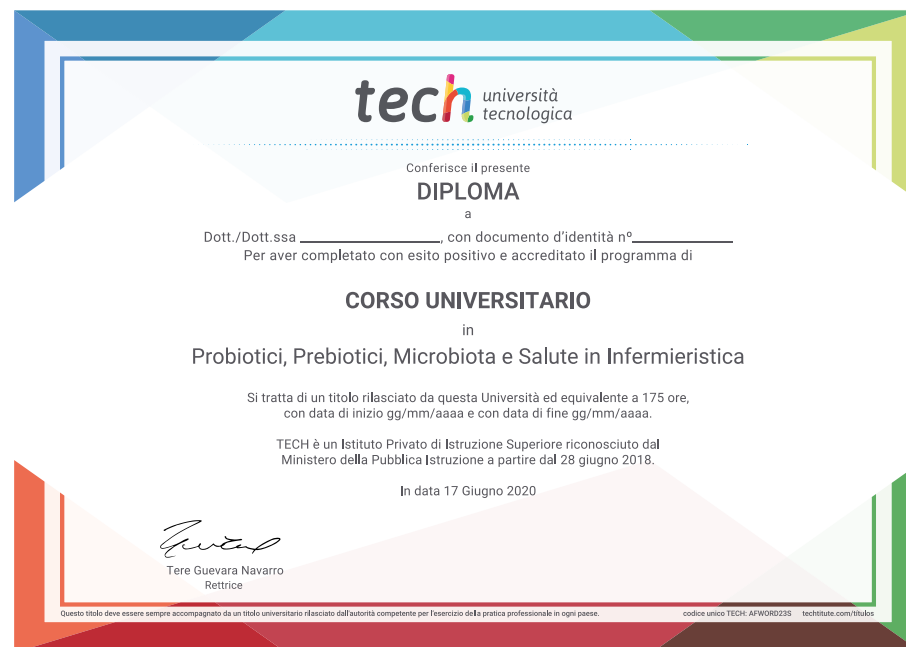 tech università
tecnologica
Conferisce il presente
DIPLOMA
a
Dott./Dott.ssa ____________, con documento d'identità nº__________
Per aver completato con esito positivo e accreditato il programma di
CORSO UNIVERSITARIO
in
Probiotici, Prebiotici, Microbiota e Salute in Infermieristica
Si tratta di un titolo rilasciato da questa Università ed equivalente a 175 ore,
con data di inizio gg/mm/aaaa e con data di fine gg/mm/aaaa.
TECH è un Istituto Privato di Istruzione Superiore riconosciuto dal
Ministero della Pubblica Istruzione a partire dal 28 giugno 2018.
In data 17 Giugno 2020
Tere Guevara Navarro
Rettrice
Questo titolo deve essere sempre accompagnato da un titolo universitario rilasciato dall'autorità competente per l'esercizio della pratica professionale in ogni paese. codice unico TECH: AFWORD23S techtitute.com/titulos